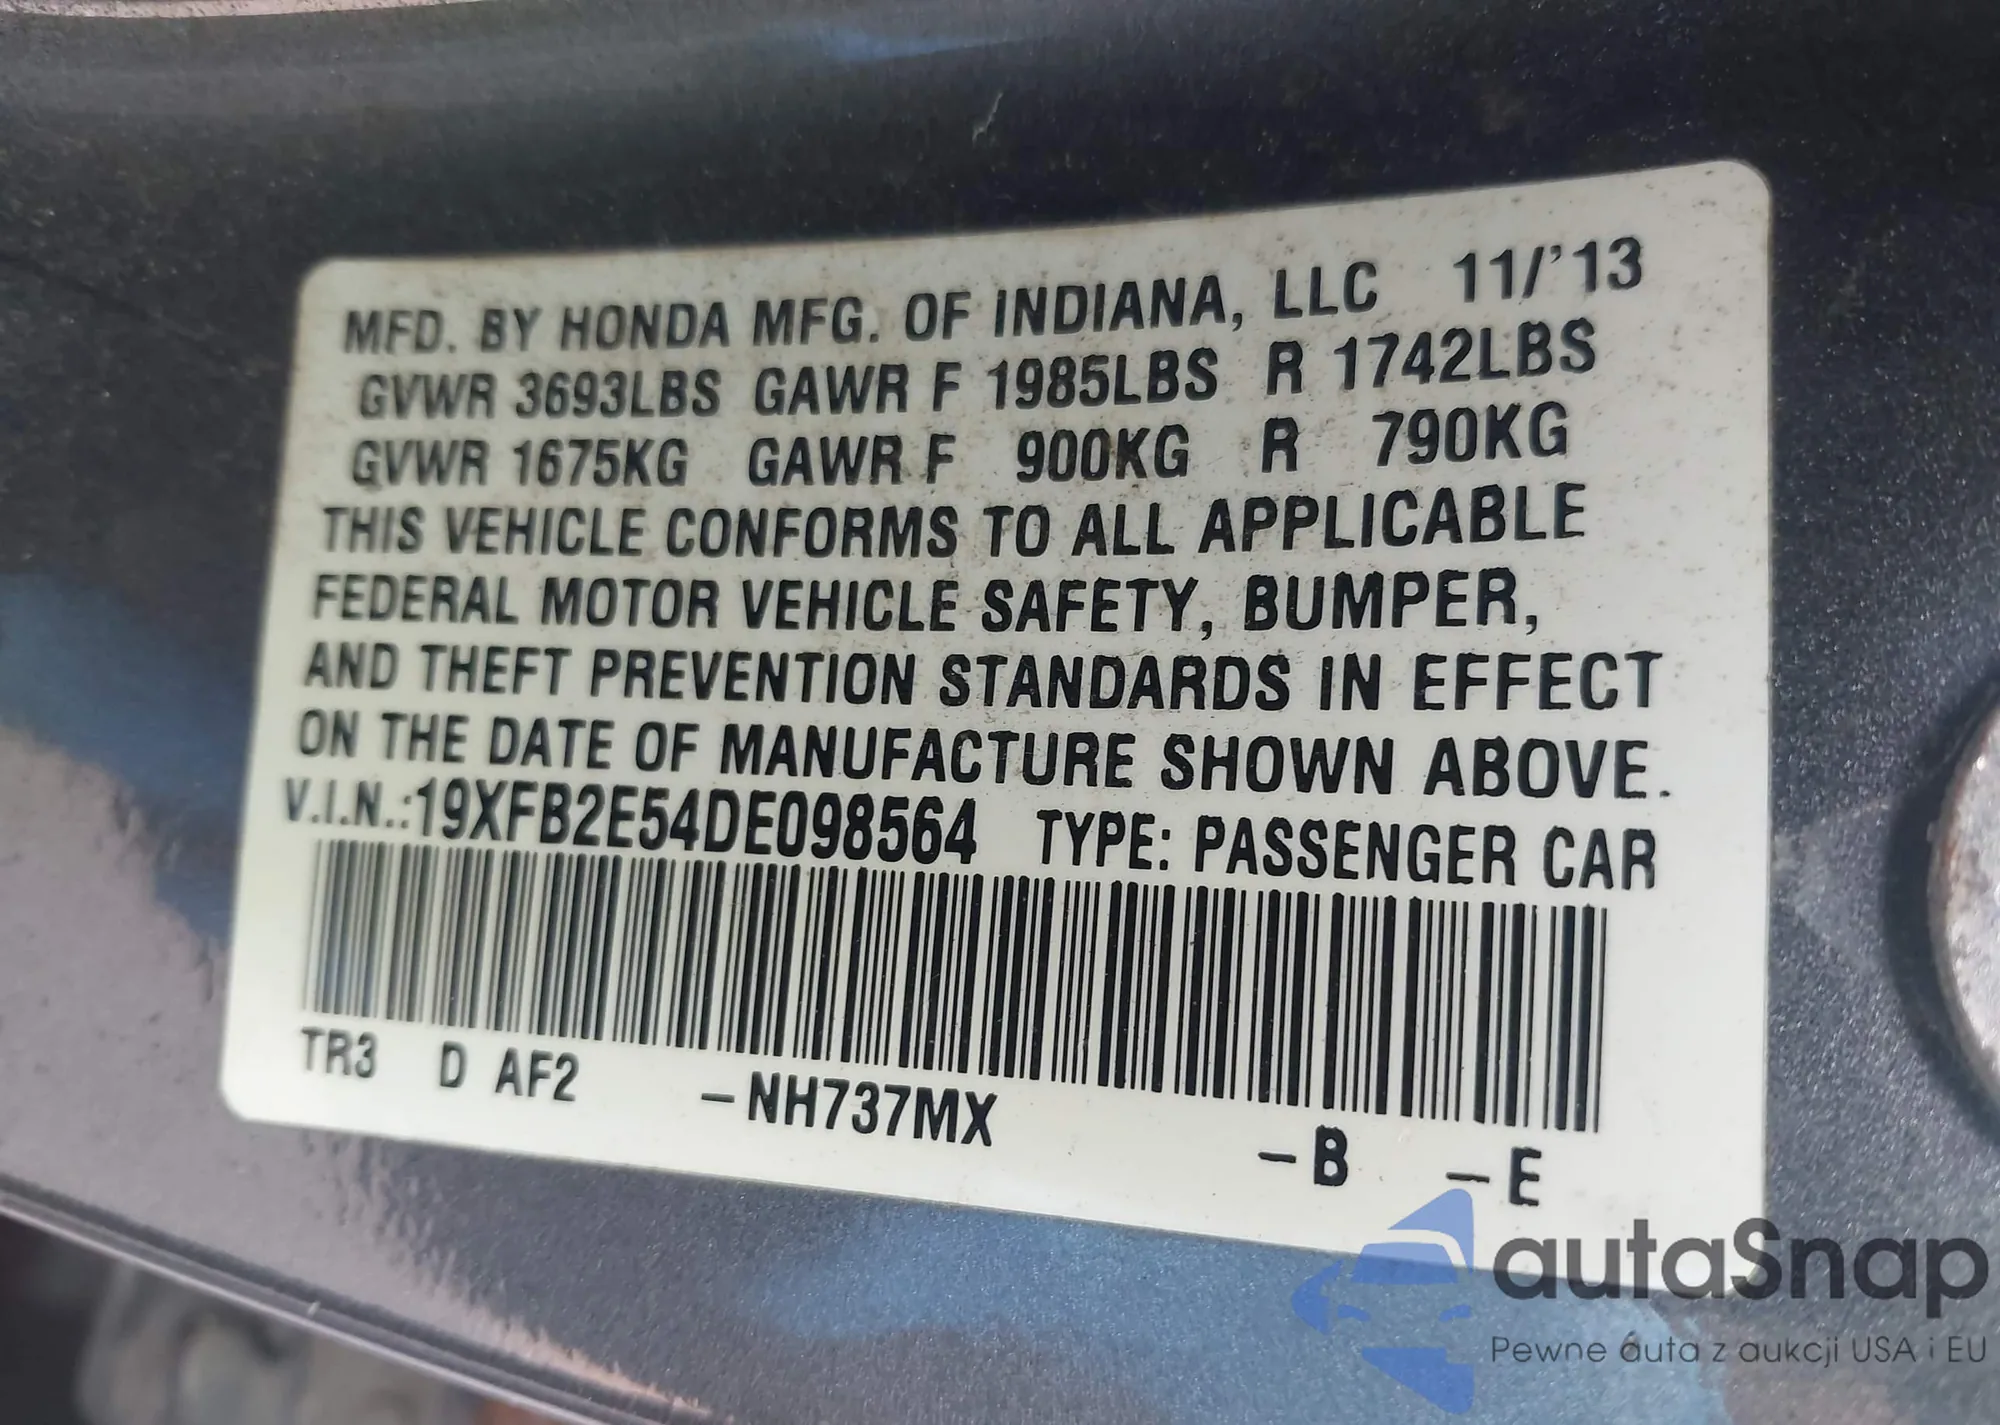 MFD. BY HONDA MFG. OF INDIANA, LLC 11/'13
GVWR 3693LBS GAWR F 1985LBS R 1742LBS
GVWR 1675KG GAWR F 900KG R 790KG
THIS VEHICLE CONFORMS TO ALL APPLICABLE
FEDERAL MOTOR VEHICLE SAFETY, BUMPER,
AND THEFT PREVENTION STANDARDS IN EFFECT
ON THE DATE OF MANUFACTURE SHOWN ABOVE.
V.I.N.:19XFB2E54DE098564 TYPE: PASSENGER CAR
TR3 D AF2 –NH737MX –B –E
autaSnap
Pewne auta z aukcji USA i EU